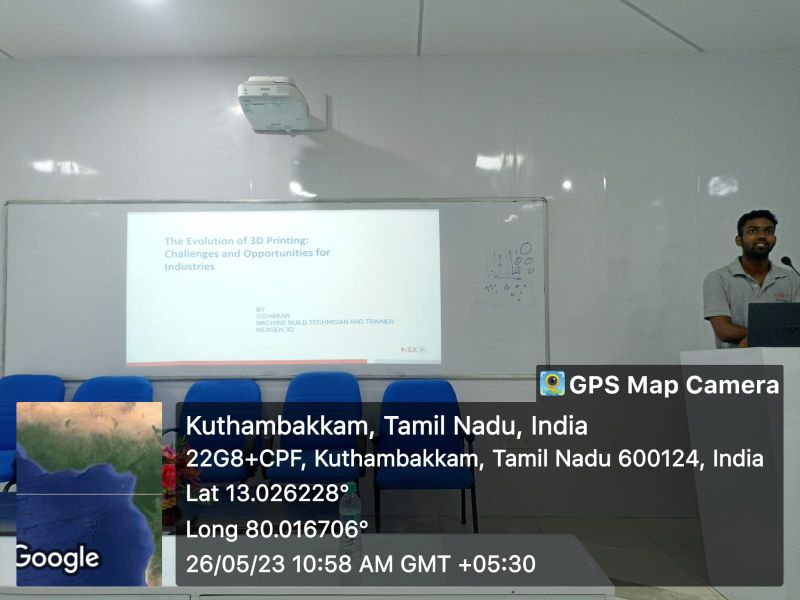 The Evolution of 3D Printing:
Challenges and Opportunities for
Industries
BY
V.DIVAKAR
MACHINE BUILD TECHNICIAN AND TRAINER
NEXGEN 3D
GPS Map Camera
Kuthambakkam, Tamil Nadu, India
22G8+CPF, Kuthambakkam, Tamil Nadu 600124, India
Lat 13.026228°
Long 80.016706°
26/05/23 10:58 AM GMT +05:30
Google